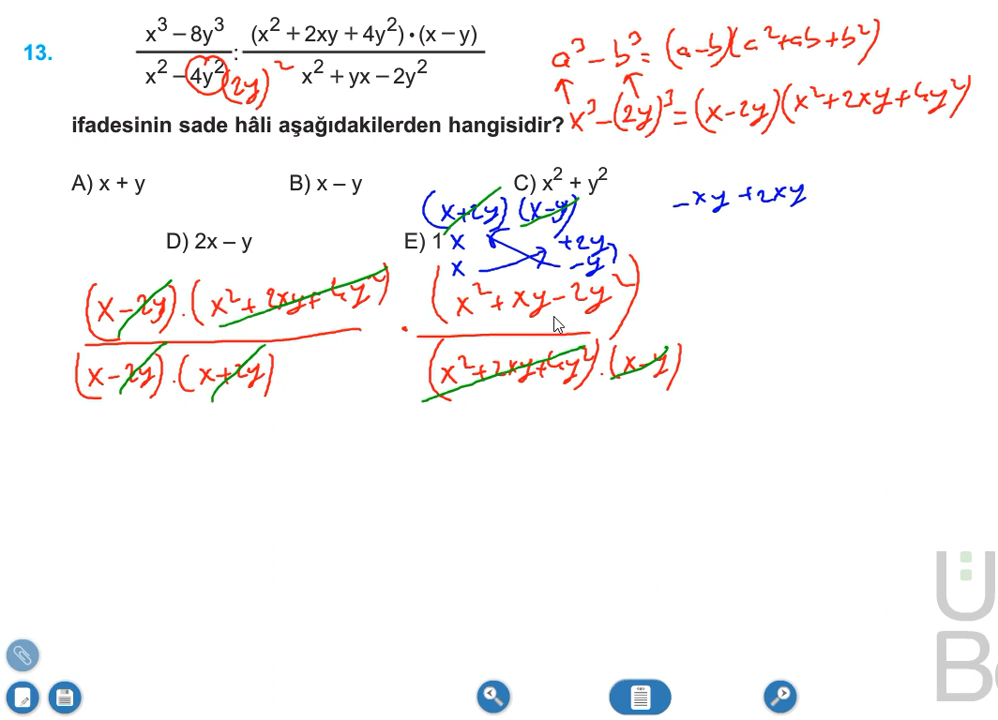 13. (x³ − 8y³)/(x² − 4y²) : ((x² + 2xy + 4y²)·(x − y))/(x² + yx − 2y²)
(2y)²
a³ − b³ = (a−b)(a²+ab+b²)
x³ − (2y)³ = (x−2y)(x²+2xy+4y²)
ifadesinin sade hâli aşağıdakilerden hangisidir?
A) x + y B) x − y C) x² + y²
D) 2x − y E) 1
(x+2y) (x−y)
−xy +2xy
x +2y
x −y
(x−2y).(x²+2xy+4y²) . (x²+xy−2y²)
(x−2y).(x+2y) (x²+2xy+4y²).(x−y)